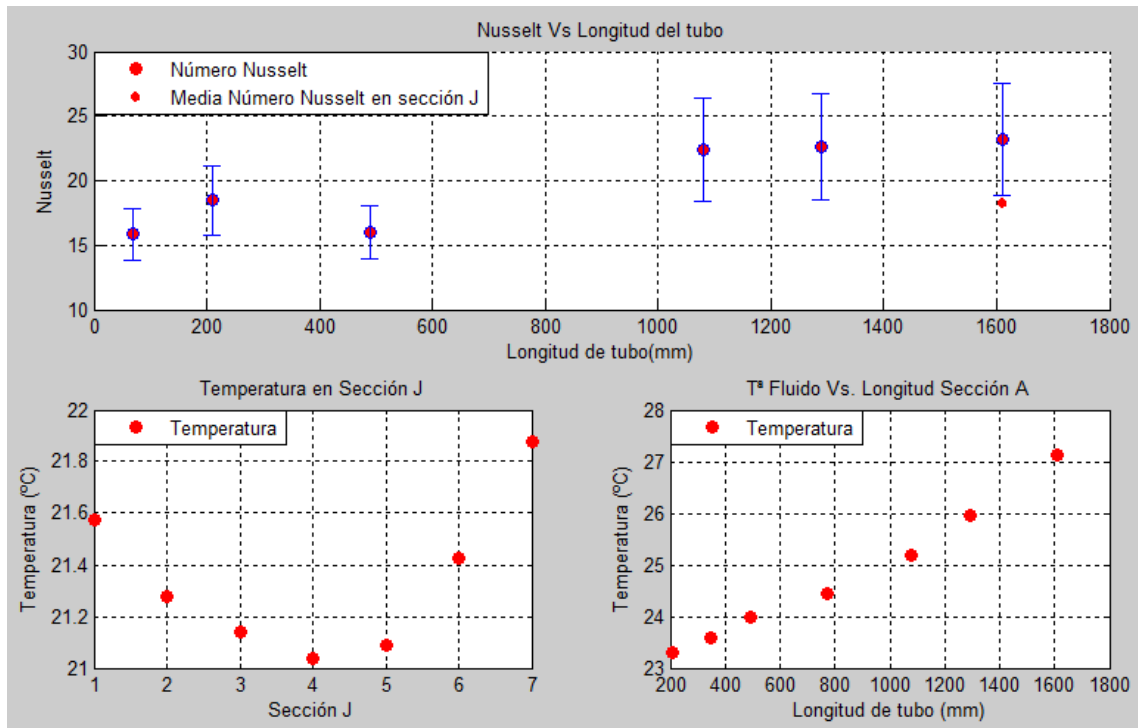 Nusselt Vs Longitud del tubo
30
25
20
15
10
Nusselt
Número Nusselt
Media Número Nusselt en sección J
0 200 400 600 800 1000 1200 1400 1600 1800
Longitud de tubo(mm)
Temperatura en Sección J
22
21.8
21.6
21.4
21.2
21
Temperatura (ºC)
Temperatura
1 2 3 4 5 6 7
Sección J
Tª Fluido Vs. Longitud Sección A
28
27
26
25
24
23
Temperatura (ºC)
Temperatura
200 400 600 800 1000 1200 1400 1600 1800
Longitud de tubo (mm)